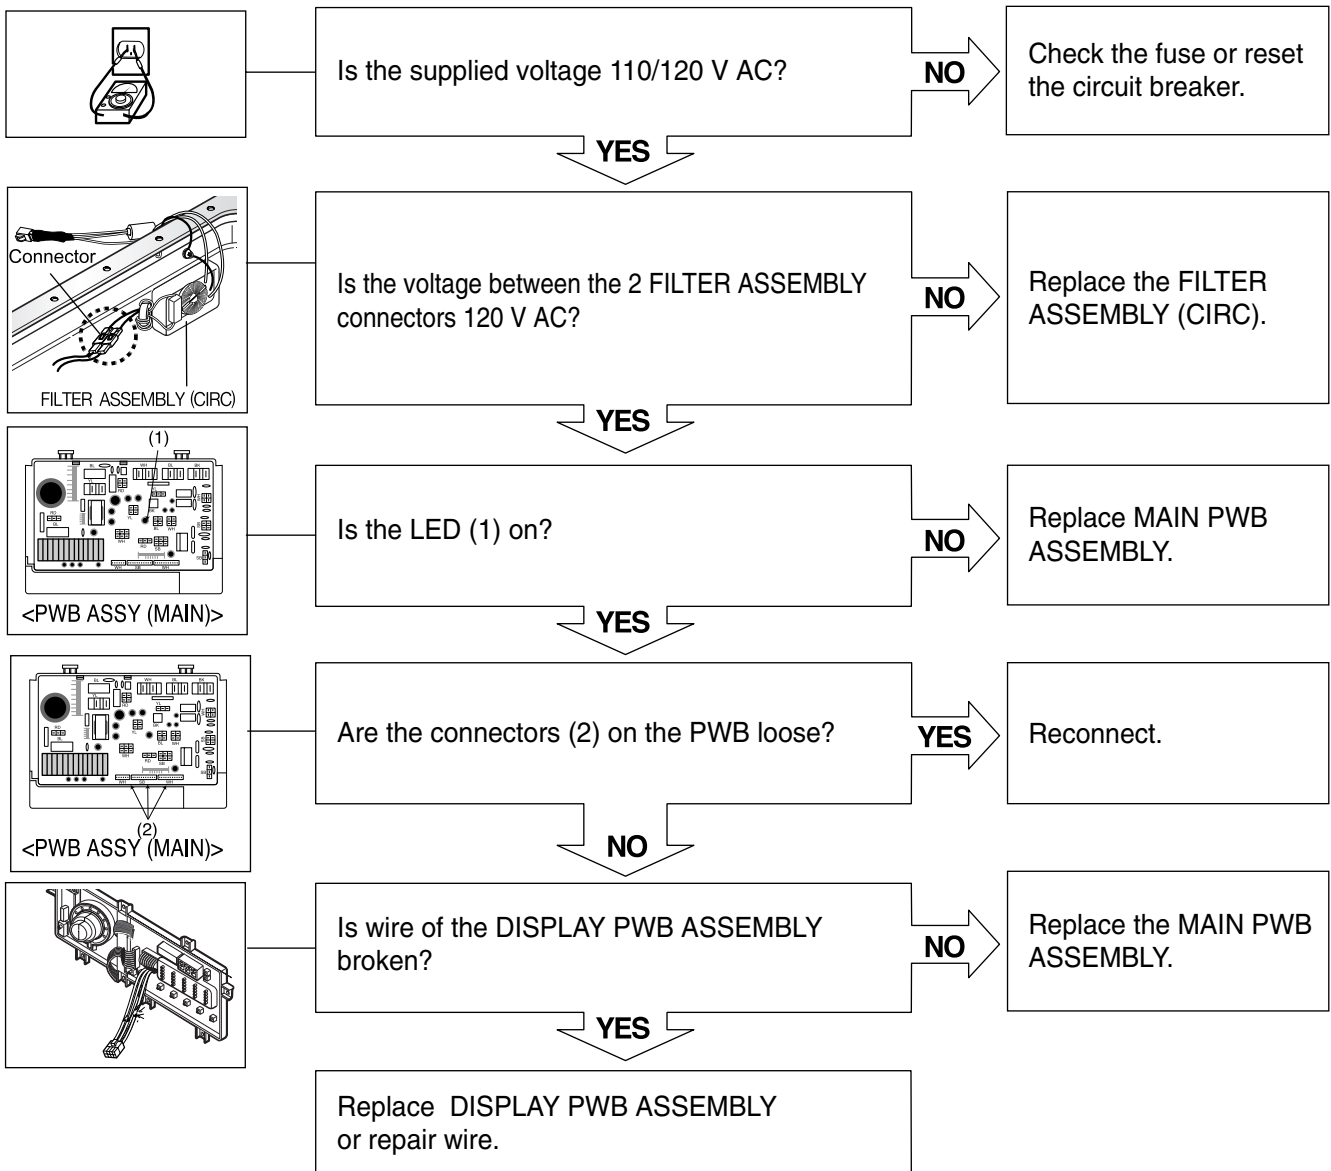 Is the supplied voltage 110/120 V AC?
NO
Check the fuse or reset
the circuit breaker.
YES
Connector
FILTER ASSEMBLY (CIRC)
Is the voltage between the 2 FILTER ASSEMBLY
connectors 120 V AC?
NO
Replace the FILTER
ASSEMBLY (CIRC).
YES
(1)
<PWB ASSY (MAIN)>
Is the LED (1) on?
NO
Replace MAIN PWB
ASSEMBLY.
YES
(2)
<PWB ASSY (MAIN)>
Are the connectors (2) on the PWB loose?
YES
Reconnect.
NO
Is wire of the DISPLAY PWB ASSEMBLY
broken?
NO
Replace the MAIN PWB
ASSEMBLY.
YES
Replace DISPLAY PWB ASSEMBLY
or repair wire.